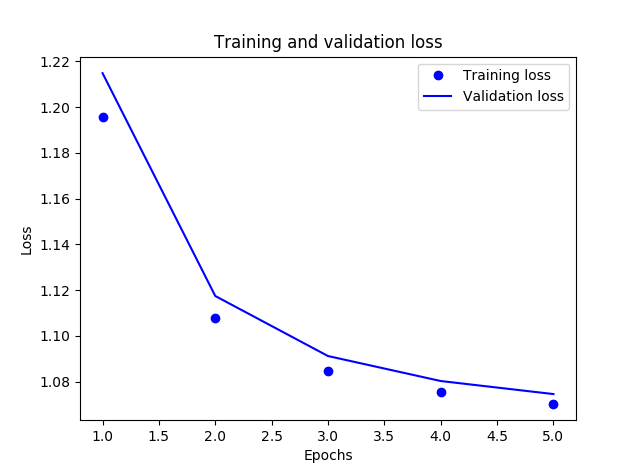 Training and validation loss
Training loss
Validation loss
Loss
1.22
1.20
1.18
1.16
1.14
1.12
1.10
1.08
1.0 1.5 2.0 2.5 3.0 3.5 4.0 4.5 5.0
Epochs